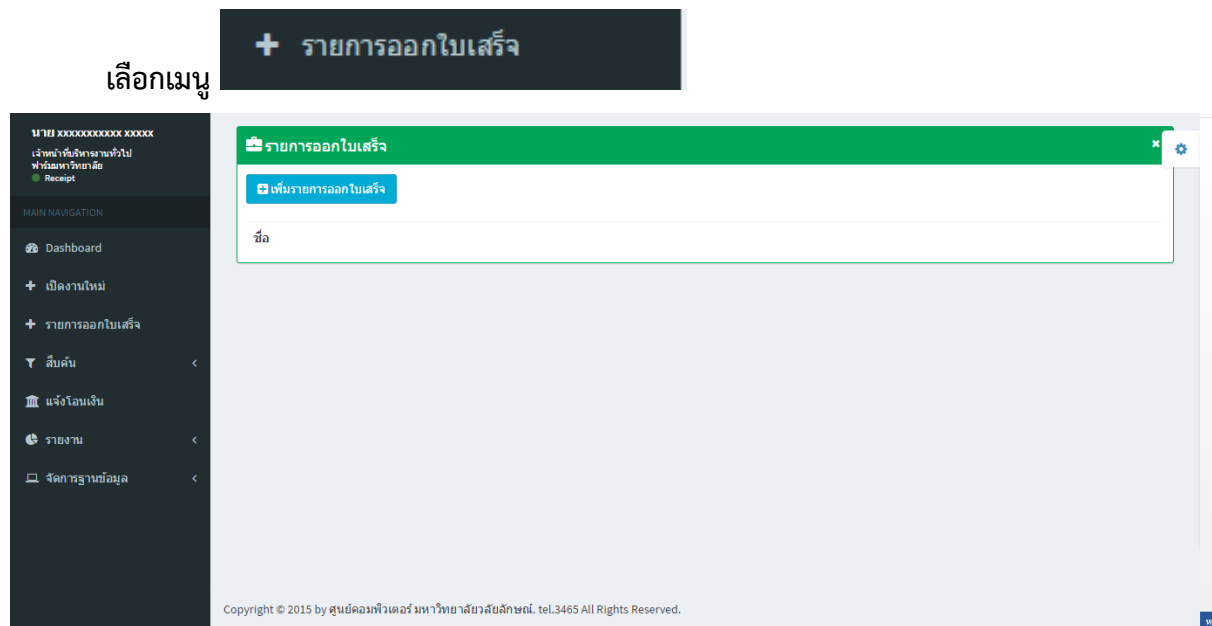 รายการออกใบเสร็จ
เลือกเมนู
นาย xxxxxxxxxxx xxxxx
เจ้าหน้าที่บริหารงานทั่วไป
ฟาร์มมหาวิทยาลัย
Receipt
MAIN NAVIGATION
Dashboard
เปิดงานใหม่
รายการออกใบเสร็จ
สืบค้น
แจ้งโอนเงิน
รายงาน
จัดการฐานข้อมูล
รายการออกใบเสร็จ
เพิ่มรายการออกใบเสร็จ
ชื่อ
Copyright © 2015 by ศูนย์คอมพิวเตอร์ มหาวิทยาลัยวลัยลักษณ์. tel.3465 All Rights Reserved.